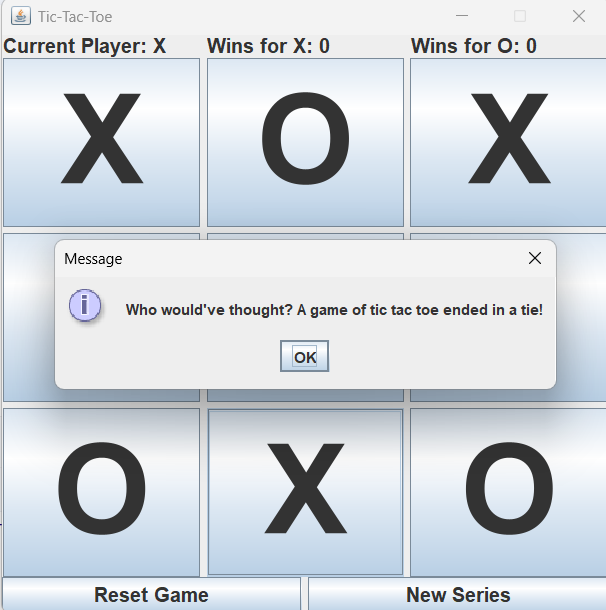 Tic-Tac-Toe
Current Player: X Wins for X: 0 Wins for O: 0
X O X
Message
i
Who would've thought? A game of tic tac toe ended in a tie!
OK
O X O
Reset Game New Series